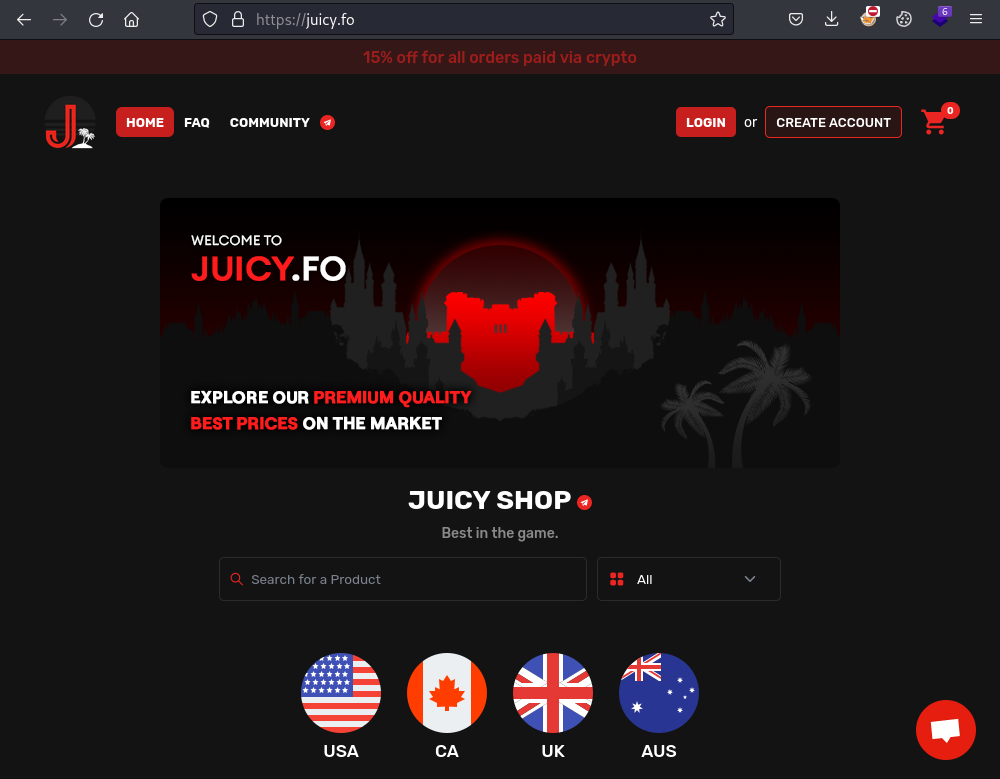 https://juicy.fo
6
15% off for all orders paid via crypto
J
HOME FAQ COMMUNITY LOGIN or CREATE ACCOUNT 0
WELCOME TO
JUICY.FO
EXPLORE OUR PREMIUM QUALITY
BEST PRICES ON THE MARKET
JUICY SHOP
Best in the game.
Search for a Product All
USA CA UK AUS